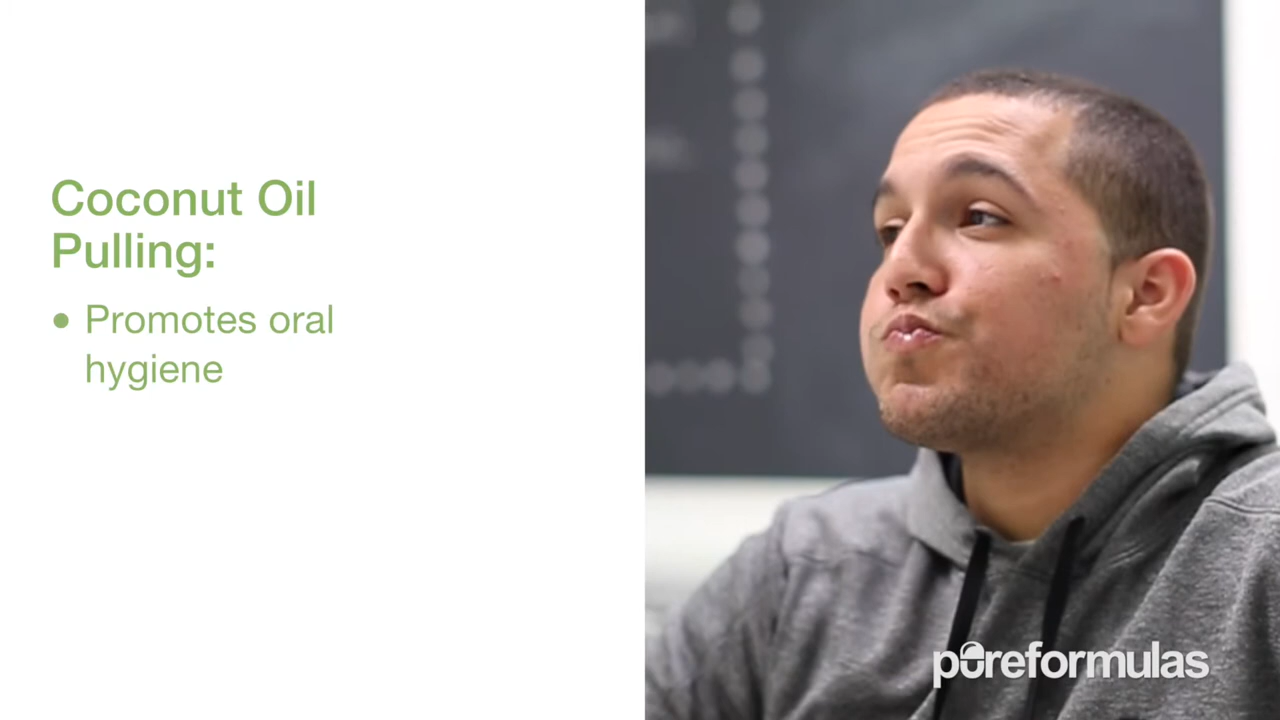 Coconut Oil
Pulling:
• Promotes oral
hygiene
pureformulas